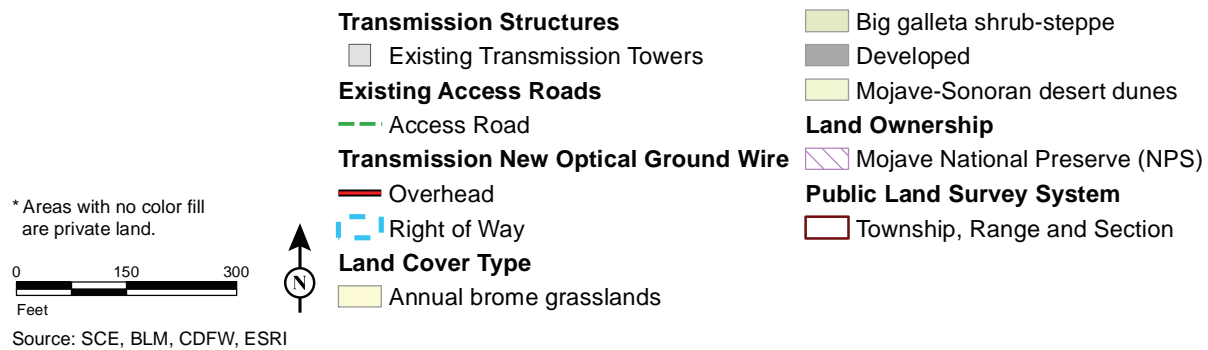 Transmission Structures
Existing Transmission Towers
Existing Access Roads
Access Road
Transmission New Optical Ground Wire
Overhead
Right of Way
Land Cover Type
Annual brome grasslands
Big galleta shrub-steppe
Developed
Mojave-Sonoran desert dunes
Land Ownership
Mojave National Preserve (NPS)
Public Land Survey System
Township, Range and Section
* Areas with no color fill
are private land.
0 150 300
Feet
N
Source: SCE, BLM, CDFW, ESRI